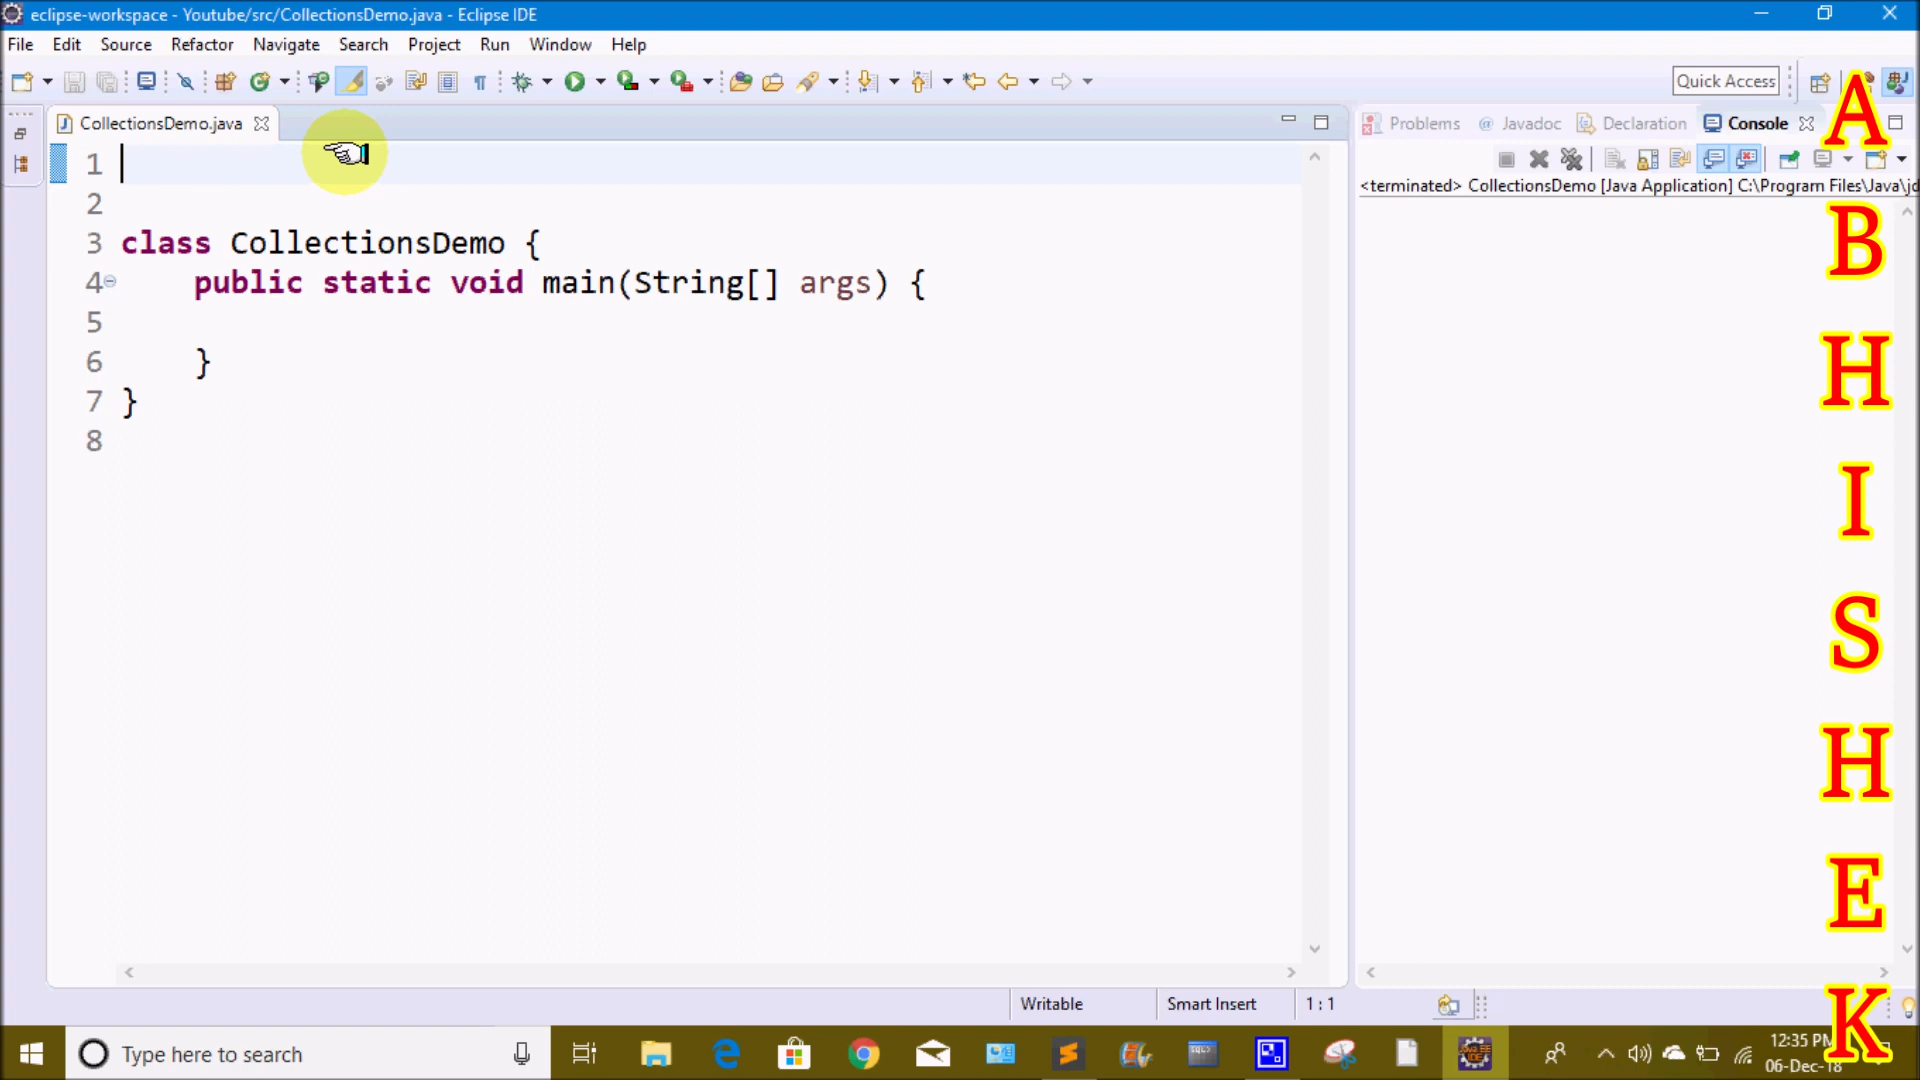 eclipse-workspace - Youtube/src/CollectionsDemo.java - Eclipse IDE
File Edit Source Refactor Navigate Search Project Run Window Help
Quick Access
CollectionsDemo.java
1
2
3 class CollectionsDemo {
4 public static void main(String[] args) {
5
6 }
7 }
8
Problems @ Javadoc Declaration Console
<terminated> CollectionsDemo [Java Application] C:\Program Files\Java\jd
A
B
H
I
S
H
E
K
Writable Smart Insert 1 : 1
Type here to search
12:35 PM
06-Dec-18